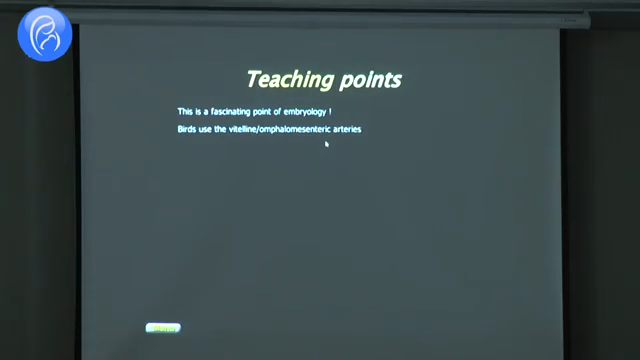 Teaching points
This is a fascinating point of embryology !
Birds use the vitelline/omphalomesenteric arteries